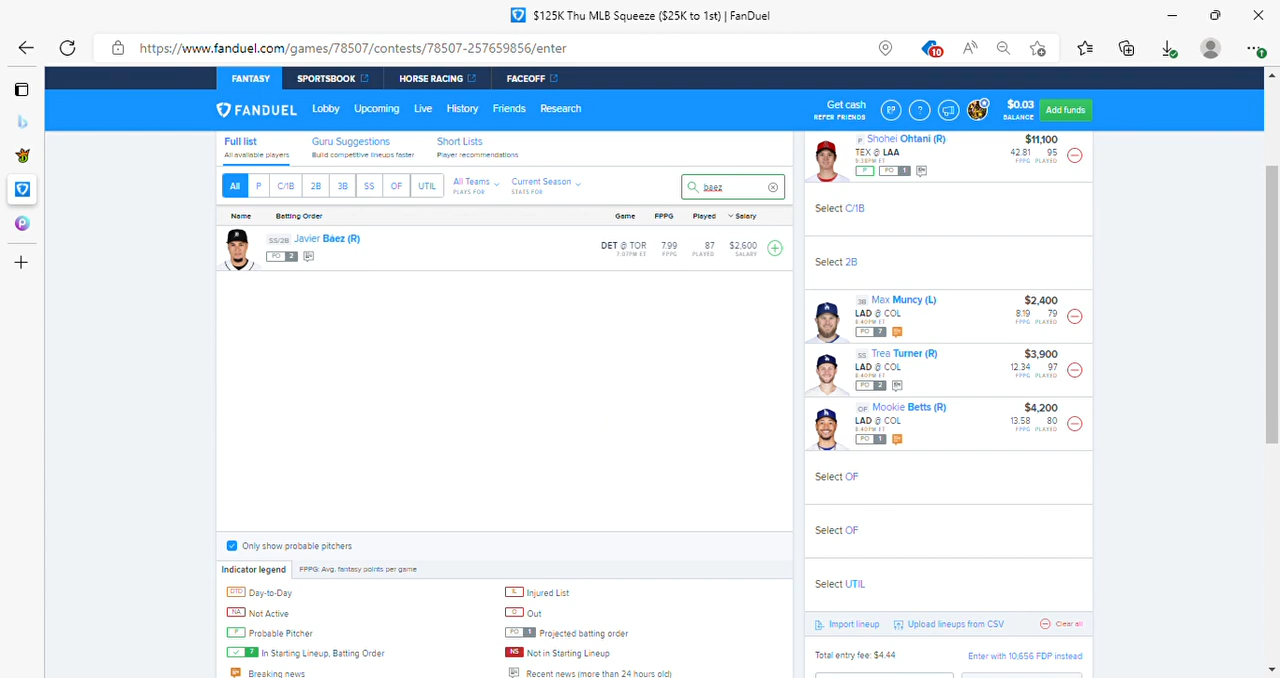 $125K Thu MLB Squeeze ($25K to 1st) | FanDuel
https://www.fanduel.com/games/78507/contests/78507-257659856/enter
10
FANTASY SPORTSBOOK HORSE RACING FACEOFF
FANDUEL Lobby Upcoming Live History Friends Research
Get cash
REFER FRIENDS
$0.03
BALANCE
Add funds
Full list Guru Suggestions Short Lists
All available players Build competitive lineups faster Player recommendations
All P C/1B 2B 3B SS OF UTIL
All Teams Current Season
PLAYS FOR STATS FOR
baez
Name Batting Order Game FPPG Played Salary
SS/2B Javier Báez (R)
PO 2
DET @ TOR 7.99 87 $2,600
7:07PM ET FPPG PLAYED SALARY
Only show probable pitchers
Indicator legend FPPG: Avg. fantasy points per game
DTD Day-to-Day
IL Injured List
NA Not Active
O Out
P Probable Pitcher
PO 1 Projected batting order
7 In Starting Lineup, Batting Order
NS Not in Starting Lineup
Breaking news
Recent news (more than 24 hours old)
P Shohei Ohtani (R) $11,100
TEX @ LAA 42.81 95
9:38PM ET FPPG PLAYED
P PO 1
Select C/1B
Select 2B
3B Max Muncy (L) $2,400
LAD @ COL 8.19 79
8:40PM ET FPPG PLAYED
PO 7
SS Trea Turner (R) $3,900
LAD @ COL 12.34 97
8:40PM ET FPPG PLAYED
PO 2
OF Mookie Betts (R) $4,200
LAD @ COL 13.58 80
8:40PM ET FPPG PLAYED
PO 1
Select OF
Select OF
Select UTIL
Import lineup Upload lineups from CSV Clear all
Total entry fee: $4.44 Enter with 10,656 FDP instead